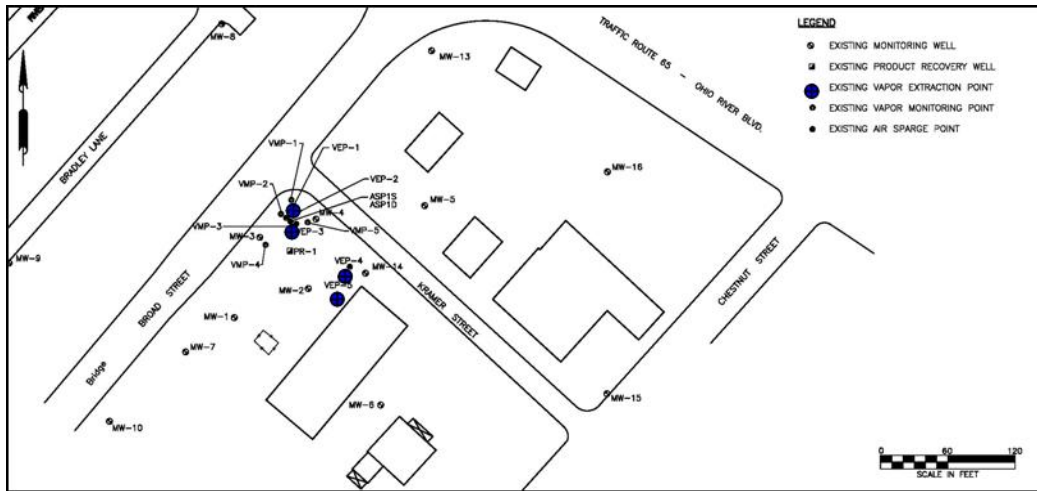 MW-8
MW-13
TRAFFIC ROUTE 65 - OHIO RIVER BLVD.
LEGEND
EXISTING MONITORING WELL
EXISTING PRODUCT RECOVERY WELL
EXISTING VAPOR EXTRACTION POINT
EXISTING VAPOR MONITORING POINT
EXISTING AIR SPARGE POINT
BRADLEY LANE
VMP-1
VEP-1
MW-16
VMP-2
VEP-2
ASP1S
ASP1D
MW-5
MW-4
VMP-3
VEP-3
VMP-5
MW-3
PR-1
VMP-4
VEP-4
MW-9
MW-14
MW-2
VEP-5
BROAD STREET
KRAMER STREET
CHESTNUT STREET
MW-1
MW-7
Bridge
MW-15
MW-6
MW-10
0 60 120
SCALE IN FEET